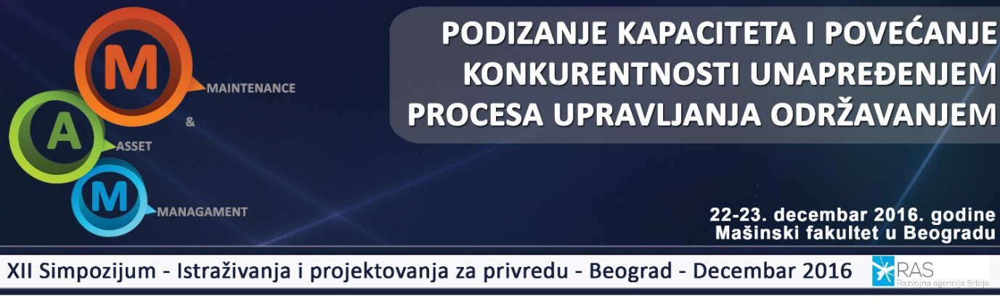 M
MAINTENANCE
&
A
ASSET
M
MANAGAMENT
PODIZANJE KAPACITETA I POVEĆANJE
KONKURENTNOSTI UNAPREĐENJEM
PROCESA UPRAVLJANJA ODRŽAVANJEM
22-23. decembar 2016. godine
Mašinski fakultet u Beogradu
XII Simpozijum - Istraživanja i projektovanja za privredu - Beograd - Decembar 2016
RAS
Razvojna agencija Srbije